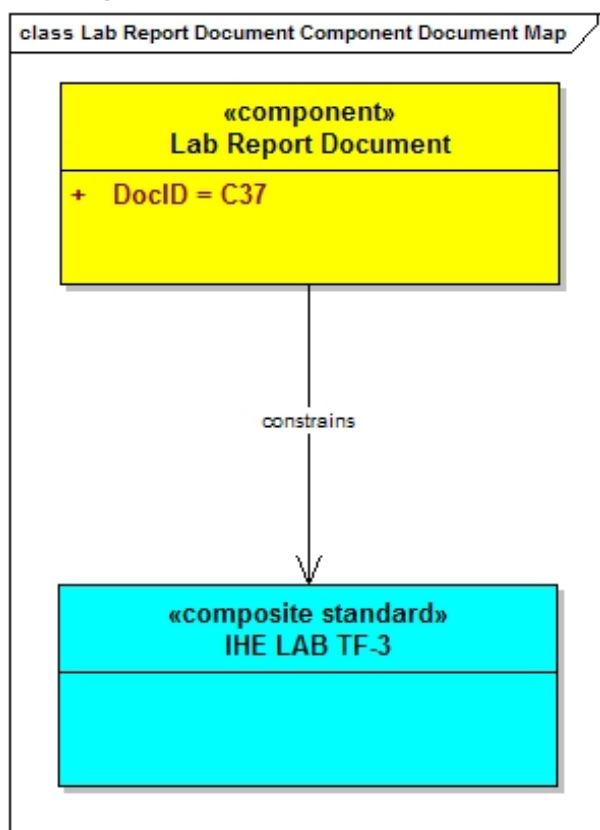 class Lab Report Document Component Document Map
«component»
Lab Report Document
+ DocID = C37
constrains
«composite standard»
IHE LAB TF-3